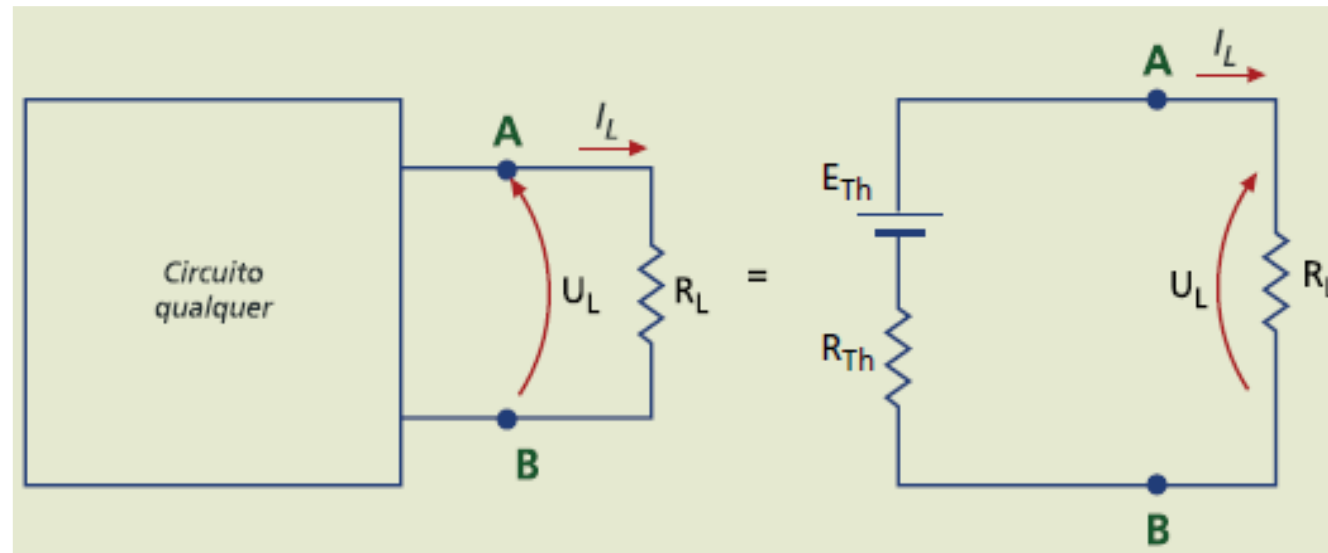 A
I_L
Circuito
qualquer
U_L
R_L
B
=
A
I_L
E_Th
R_Th
U_L
R
B